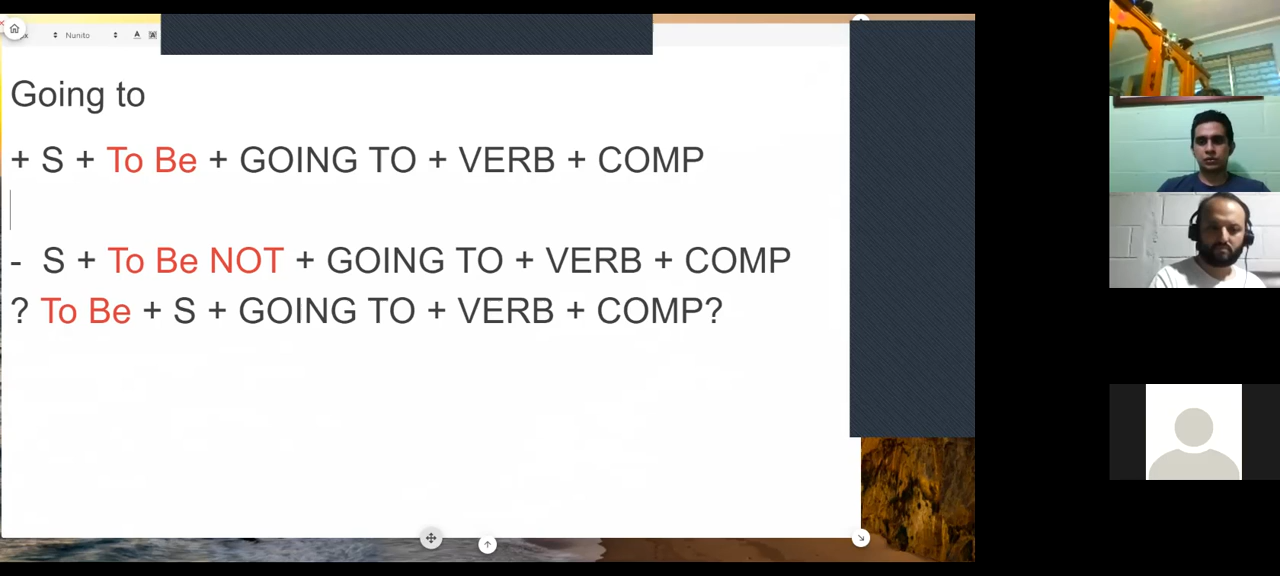 Nunito
Going to
+ S + To Be + GOING TO + VERB + COMP
- S + To Be NOT + GOING TO + VERB + COMP
? To Be + S + GOING TO + VERB + COMP?